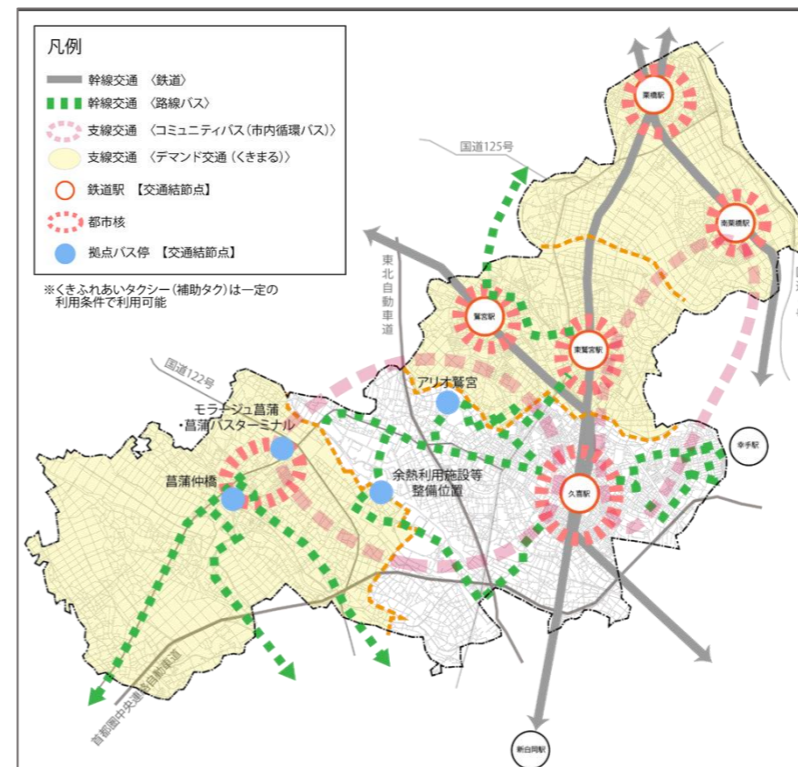 凡例
幹線交通 〈鉄道〉
幹線交通 〈路線バス〉
支線交通 〈コミュニティバス(市内循環バス)〉
支線交通 〈デマンド交通(くきまる)〉
鉄道駅 【交通結節点】
都市核
拠点バス停 【交通結節点】
※くきふれあいタクシー(補助タク)は一定の
利用条件で利用可能
栗橋駅
国道125号
南栗橋駅
東北自動車道
鷲宮駅
東鷲宮駅
国道122号
アリオ鷲宮
モラージュ菖蒲
・菖蒲バスターミナル
幸手駅
菖蒲仲橋
余熱利用施設等
整備位置
久喜駅
首都圏中央連絡自動車道
新白岡駅